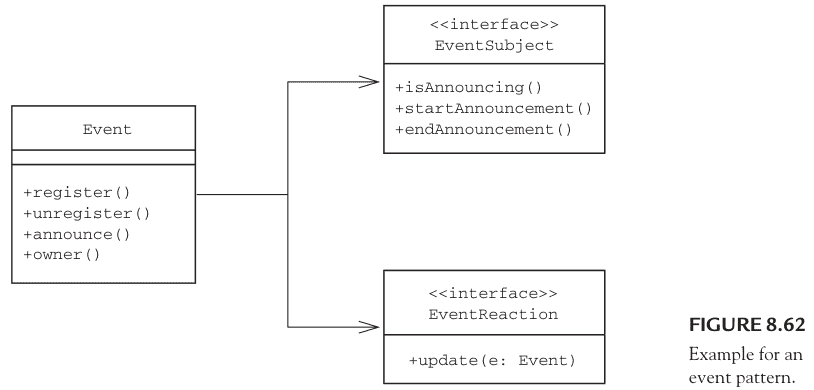 <<interface>>
EventSubject
+isAnnouncing()
+startAnnouncement()
+endAnnouncement()
Event
+register()
+unregister()
+announce()
+owner()
<<interface>>
EventReaction
+update(e: Event)
FIGURE 8.62
Example for an
event pattern.